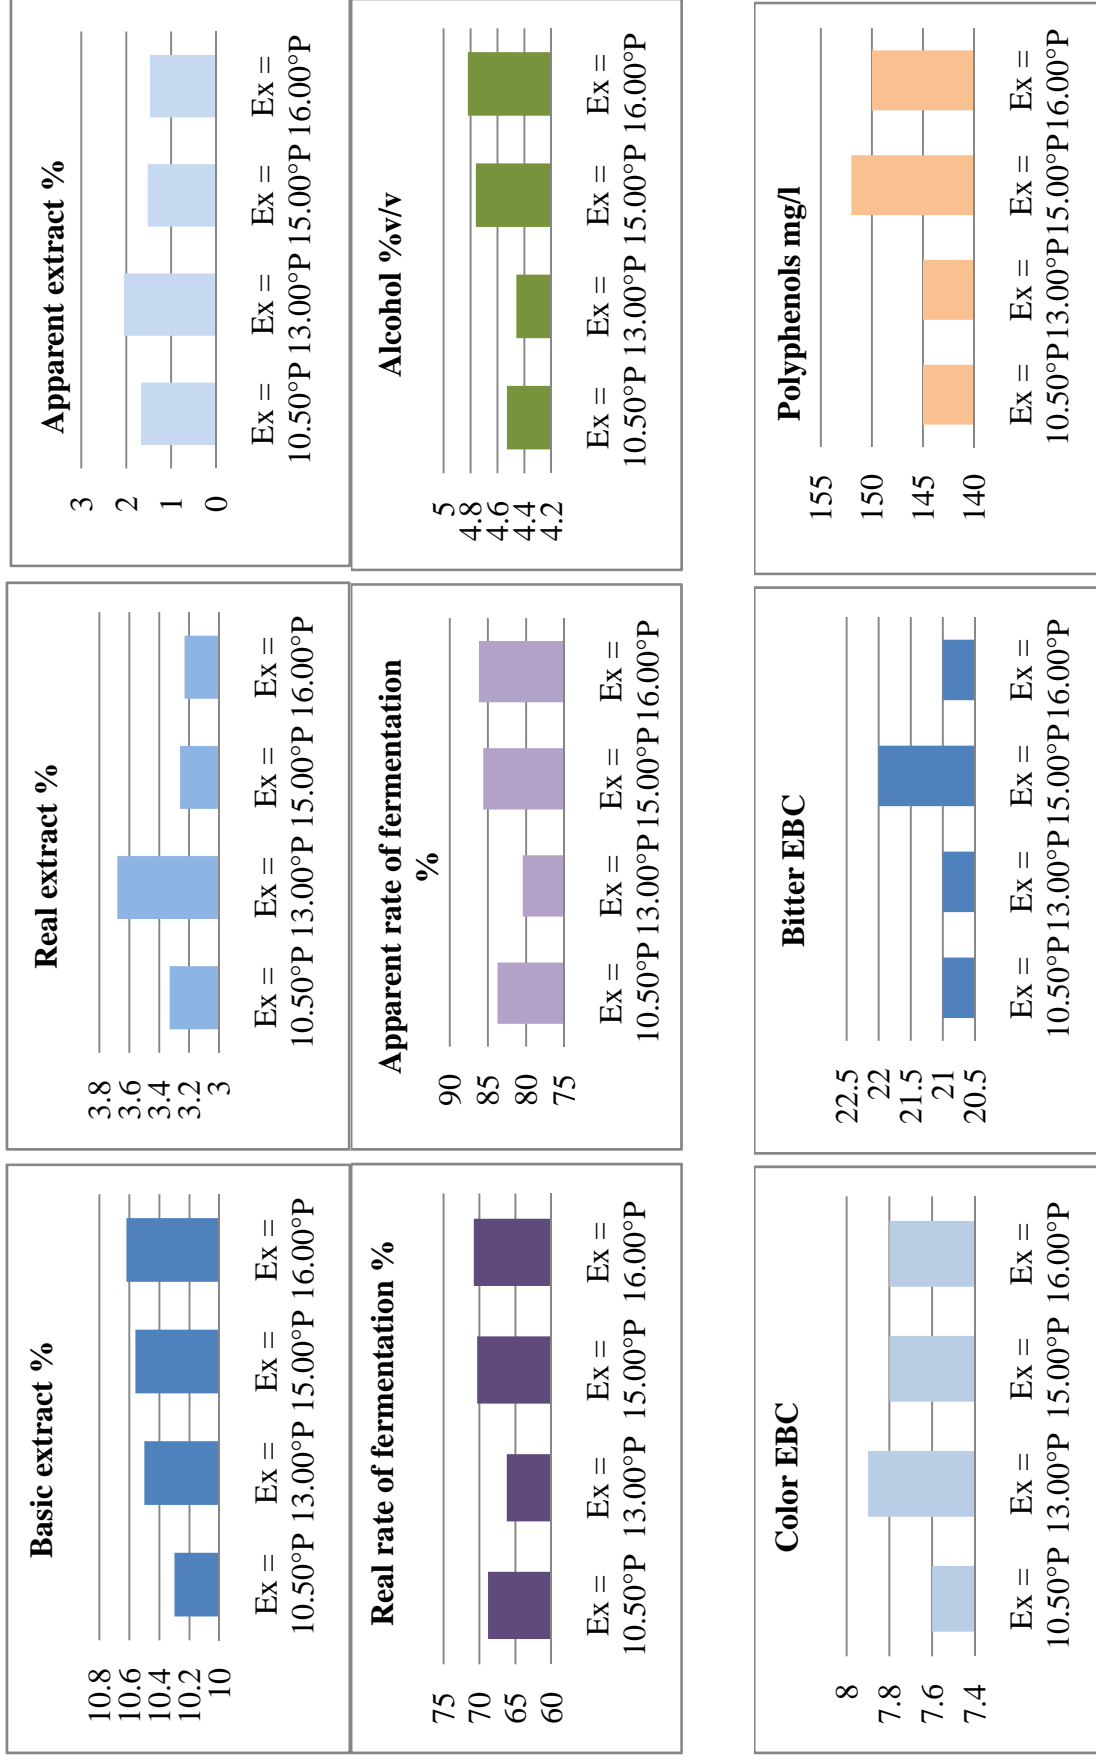 Basic extract %
10.8
10.6
10.4
10.2
10
Ex = Ex = Ex = Ex =
10.50°P 13.00°P 15.00°P 16.00°P
Real extract %
3.8
3.6
3.4
3.2
3
Ex = Ex = Ex = Ex =
10.50°P 13.00°P 15.00°P 16.00°P
Apparent extract %
3
2
1
0
Ex = Ex = Ex = Ex =
10.50°P 13.00°P 15.00°P 16.00°P
Real rate of fermentation %
75
70
65
60
Ex = Ex = Ex = Ex =
10.50°P 13.00°P 15.00°P 16.00°P
Apparent rate of fermentation
%
90
85
80
75
Ex = Ex = Ex = Ex =
10.50°P 13.00°P 15.00°P 16.00°P
Alcohol %v/v
5
4.8
4.6
4.4
4.2
Ex = Ex = Ex = Ex =
10.50°P 13.00°P 15.00°P 16.00°P
Color EBC
8
7.8
7.6
7.4
Ex = Ex = Ex = Ex =
10.50°P 13.00°P 15.00°P 16.00°P
Bitter EBC
22.5
22
21.5
21
20.5
Ex = Ex = Ex = Ex =
10.50°P 13.00°P 15.00°P 16.00°P
Polyphenols mg/l
155
150
145
140
Ex = Ex = Ex = Ex =
10.50°P 13.00°P 15.00°P 16.00°P